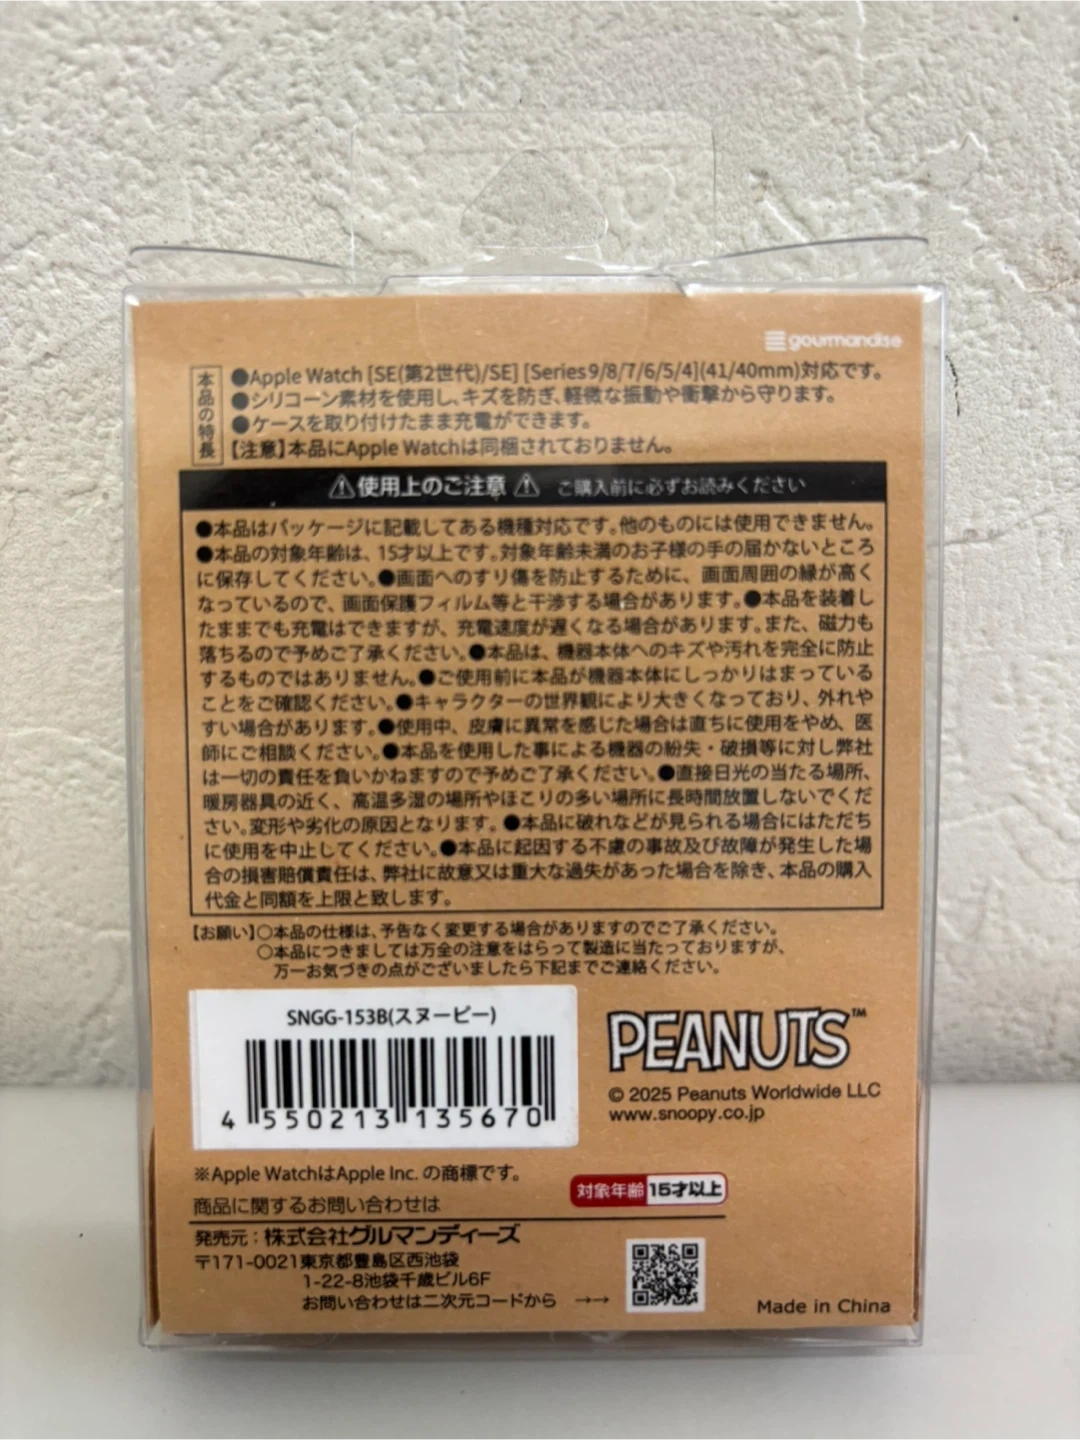 gourmandise
本品の特長
●Apple Watch [SE(第2世代)/SE] [Series9/8/7/6/5/4](41/40mm)対応です。
●シリコーン素材を使用し、キズを防ぎ、軽微な振動や衝撃から守ります。
●ケースを取り付けたまま充電ができます。
【注意】本品にApple Watchは同梱されておりません。
⚠使用上のご注意⚠ ご購入前に必ずお読みください
●本品はパッケージに記載してある機種対応です。他のものには使用できません。
●本品の対象年齢は、15才以上です。対象年齢未満のお子様の手の届かないところ
に保存してください。●画面へのすり傷を防止するために、画面周囲の縁が高く
なっているので、画面保護フィルム等と干渉する場合があります。●本品を装着し
たままでも充電はできますが、充電速度が遅くなる場合があります。また、磁力も
落ちるので予めご了承ください。●本品は、機器本体へのキズや汚れを完全に防止
するものではありません。●ご使用前に本品が機器本体にしっかりはまっている
ことをご確認ください。●キャラクターの世界観により大きくなっており、外れや
すい場合があります。●使用中、皮膚に異常を感じた場合は直ちに使用をやめ、医
師にご相談ください。●本品を使用した事による機器の紛失・破損等に対し弊社
は一切の責任を負いかねますので予めご了承ください。●直接日光の当たる場所、
暖房器具の近く、高温多湿の場所やほこりの多い場所に長時間放置しないでくだ
さい。変形や劣化の原因となります。●本品に破れなどが見られる場合にはただち
に使用を中止してください。●本品に起因する不慮の事故及び故障が発生した場
合の損害賠償責任は、弊社に故意又は重大な過失があった場合を除き、本品の購入
代金と同額を上限と致します。
【お願い】○本品の仕様は、予告なく変更する場合がありますのでご了承ください。
○本品につきましては万全の注意をはらって製造に当たっておりますが、
万一お気づきの点がございましたら下記までご連絡ください。
SNGG-153B(スヌーピー)
4 550213 135670
PEANUTS™
© 2025 Peanuts Worldwide LLC
www.snoopy.co.jp
※Apple WatchはApple Inc. の商標です。
対象年齢 15才以上
商品に関するお問い合わせは
発売元：株式会社グルマンディーズ
〒171-0021東京都豊島区西池袋
1-22-8池袋千歳ビル6F
お問い合わせは二次元コードから →→
Made in China